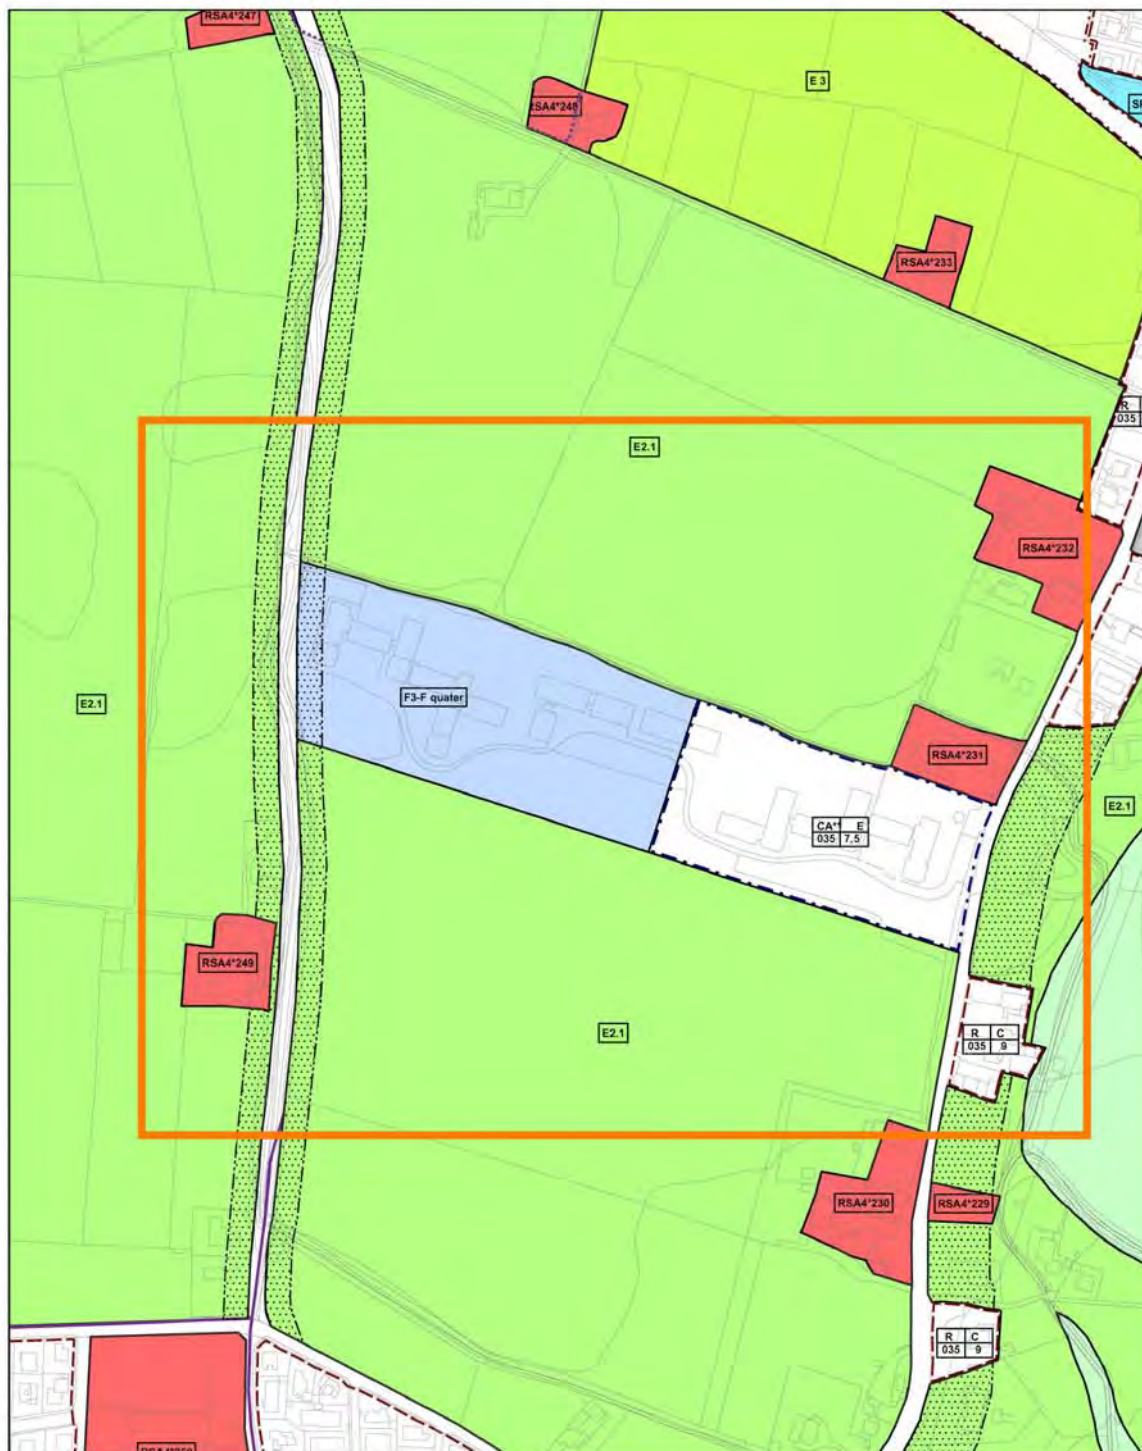 RSA4*247
E 3
RSA4*248
RSA4*233
R
035
E2.1
RSA4*232
E2.1
F3-F quater
RSA4*231
E2.1
CA** E
035 7,5
RSA4*249
R C
035 9
E2.1
RSA4*230
RSA4*229
R C
035 9